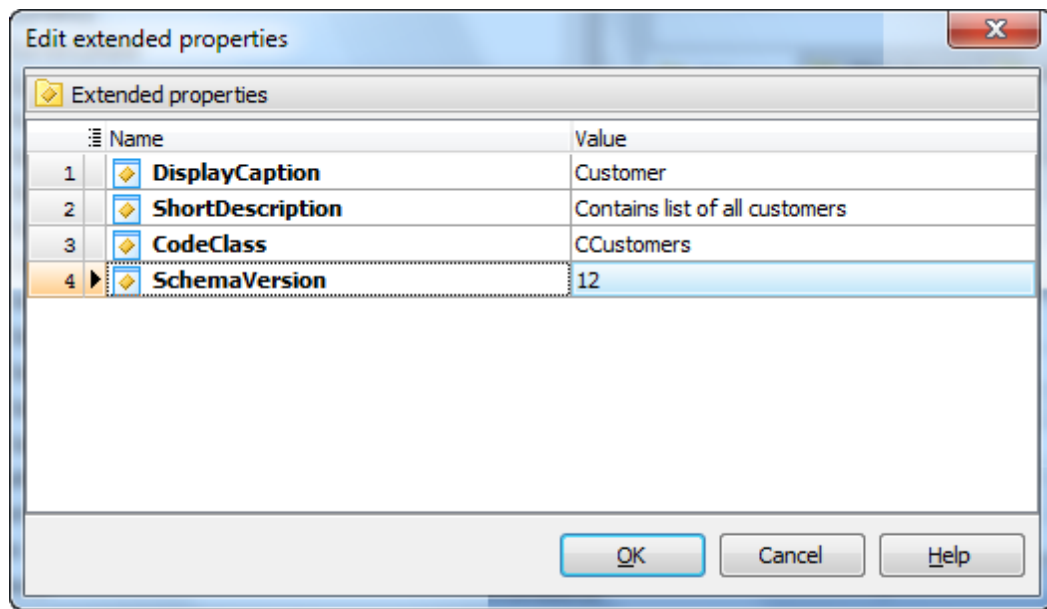 Edit extended properties
Extended properties
Name Value
1 DisplayCaption Customer
2 ShortDescription Contains list of all customers
3 CodeClass CCustomers
4 SchemaVersion 12
OK Cancel Help